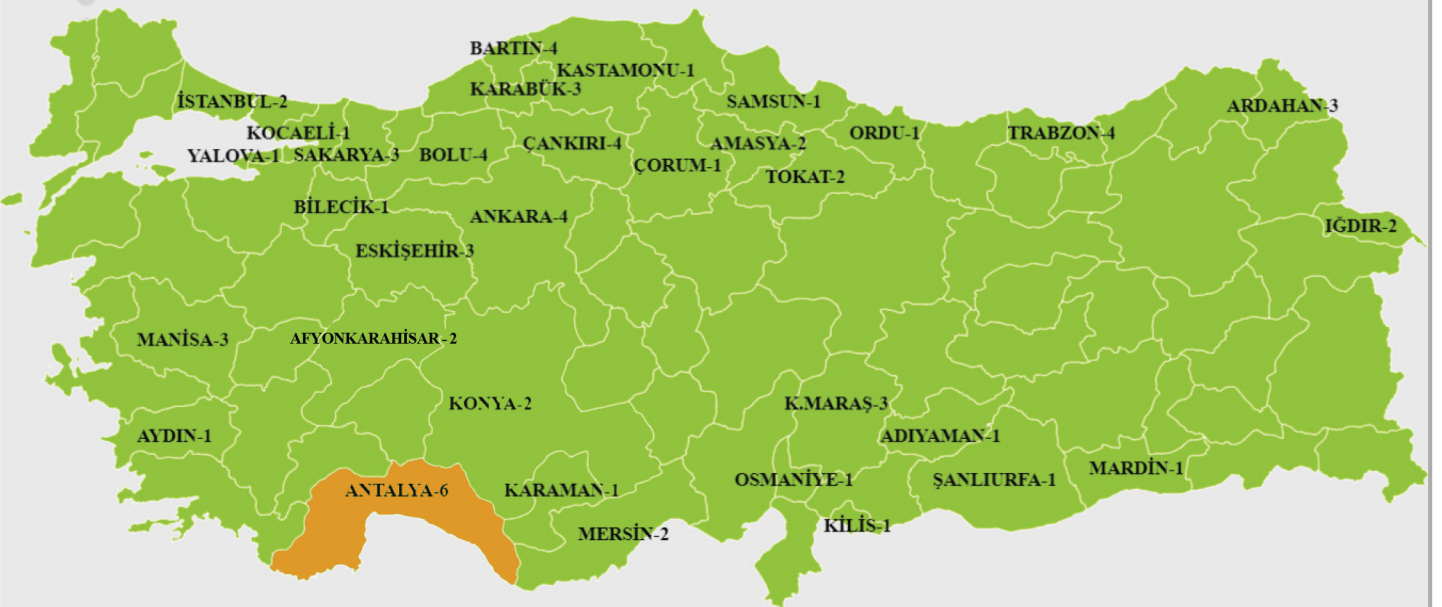 BARTIN-4
KASTAMONU-1
KARABÜK-3
İSTANBUL-2
SAMSUN-1
ARDAHAN-3
KOCAELİ-1
ORDU-1
TRABZON-4
YALOVA-1
SAKARYA-3
BOLU-4
ÇANKIRI-4
AMASYA-2
ÇORUM-1
TOKAT-2
BİLECİK-1
ANKARA-4
IĞDIR-2
ESKİŞEHİR-3
MANİSA-3
AFYONKARAHİSAR-2
KONYA-2
K.MARAŞ-3
AYDIN-1
ADIYAMAN-1
MARDİN-1
OSMANİYE-1
ŞANLIURFA-1
ANTALYA-6
KARAMAN-1
KİLİS-1
MERSİN-2